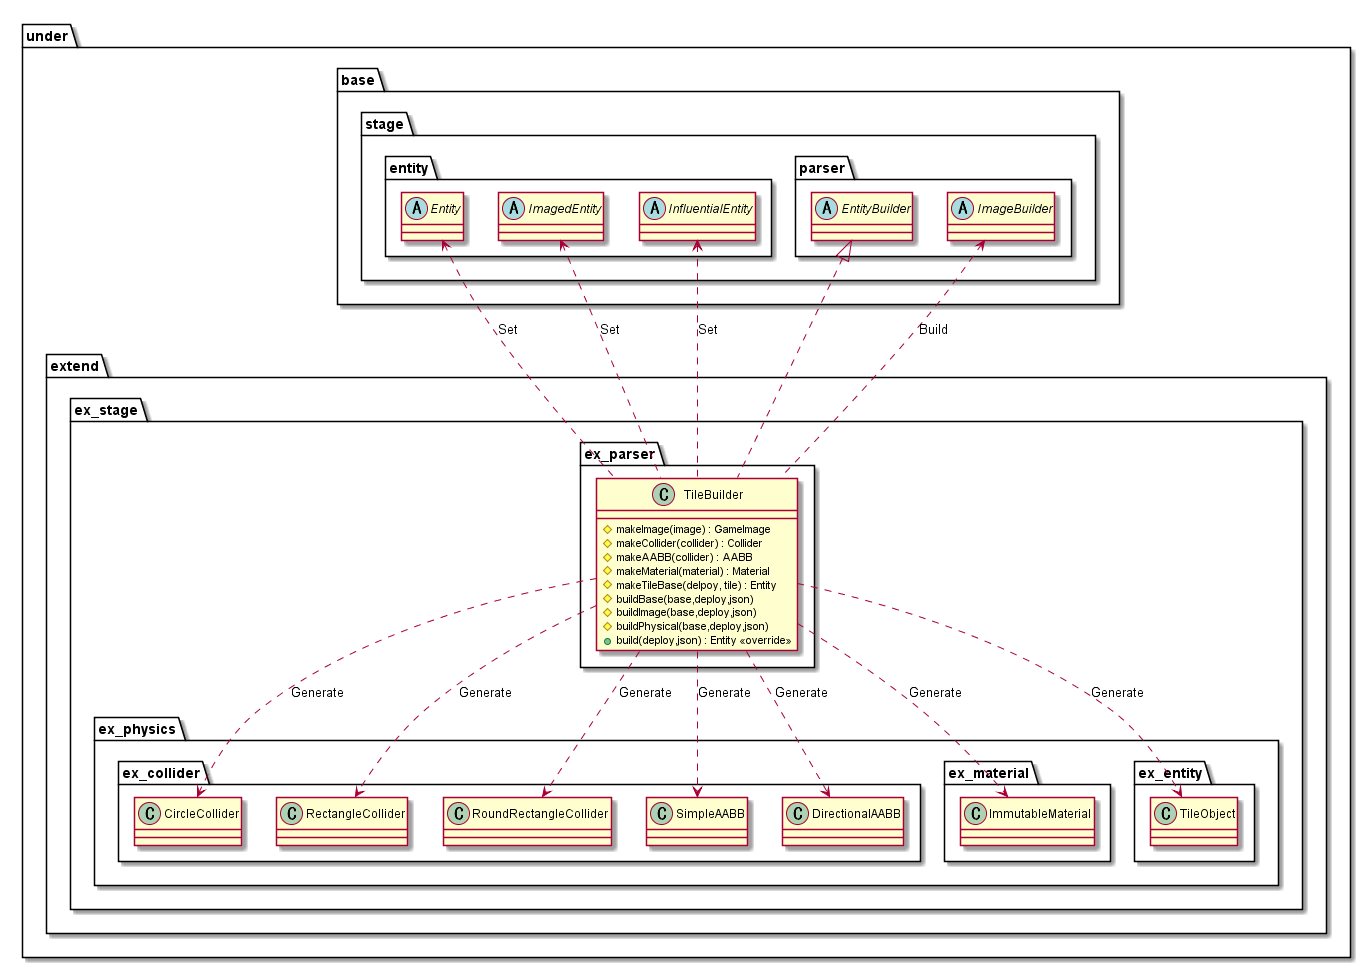 under
base
stage
entity
parser
A Entity
A ImagedEntity
A InfluentialEntity
A EntityBuilder
A ImageBuilder
Set
Set
Set
Build
extend
ex_stage
ex_parser
C TileBuilder
makeImage(image) : GameImage
makeCollider(collider) : Collider
makeAABB(collider) : AABB
makeMaterial(material) : Material
makeTileBase(delpoy, tile) : Entity
buildBase(base,deploy,json)
buildImage(base,deploy,json)
buildPhysical(base,deploy,json)
build(deploy,json) : Entity «override»
Generate
Generate
Generate
Generate
Generate
Generate
Generate
ex_physics
ex_collider
ex_material
ex_entity
C CircleCollider
C RectangleCollider
C RoundRectangleCollider
C SimpleAABB
C DirectionalAABB
C ImmutableMaterial
C TileObject